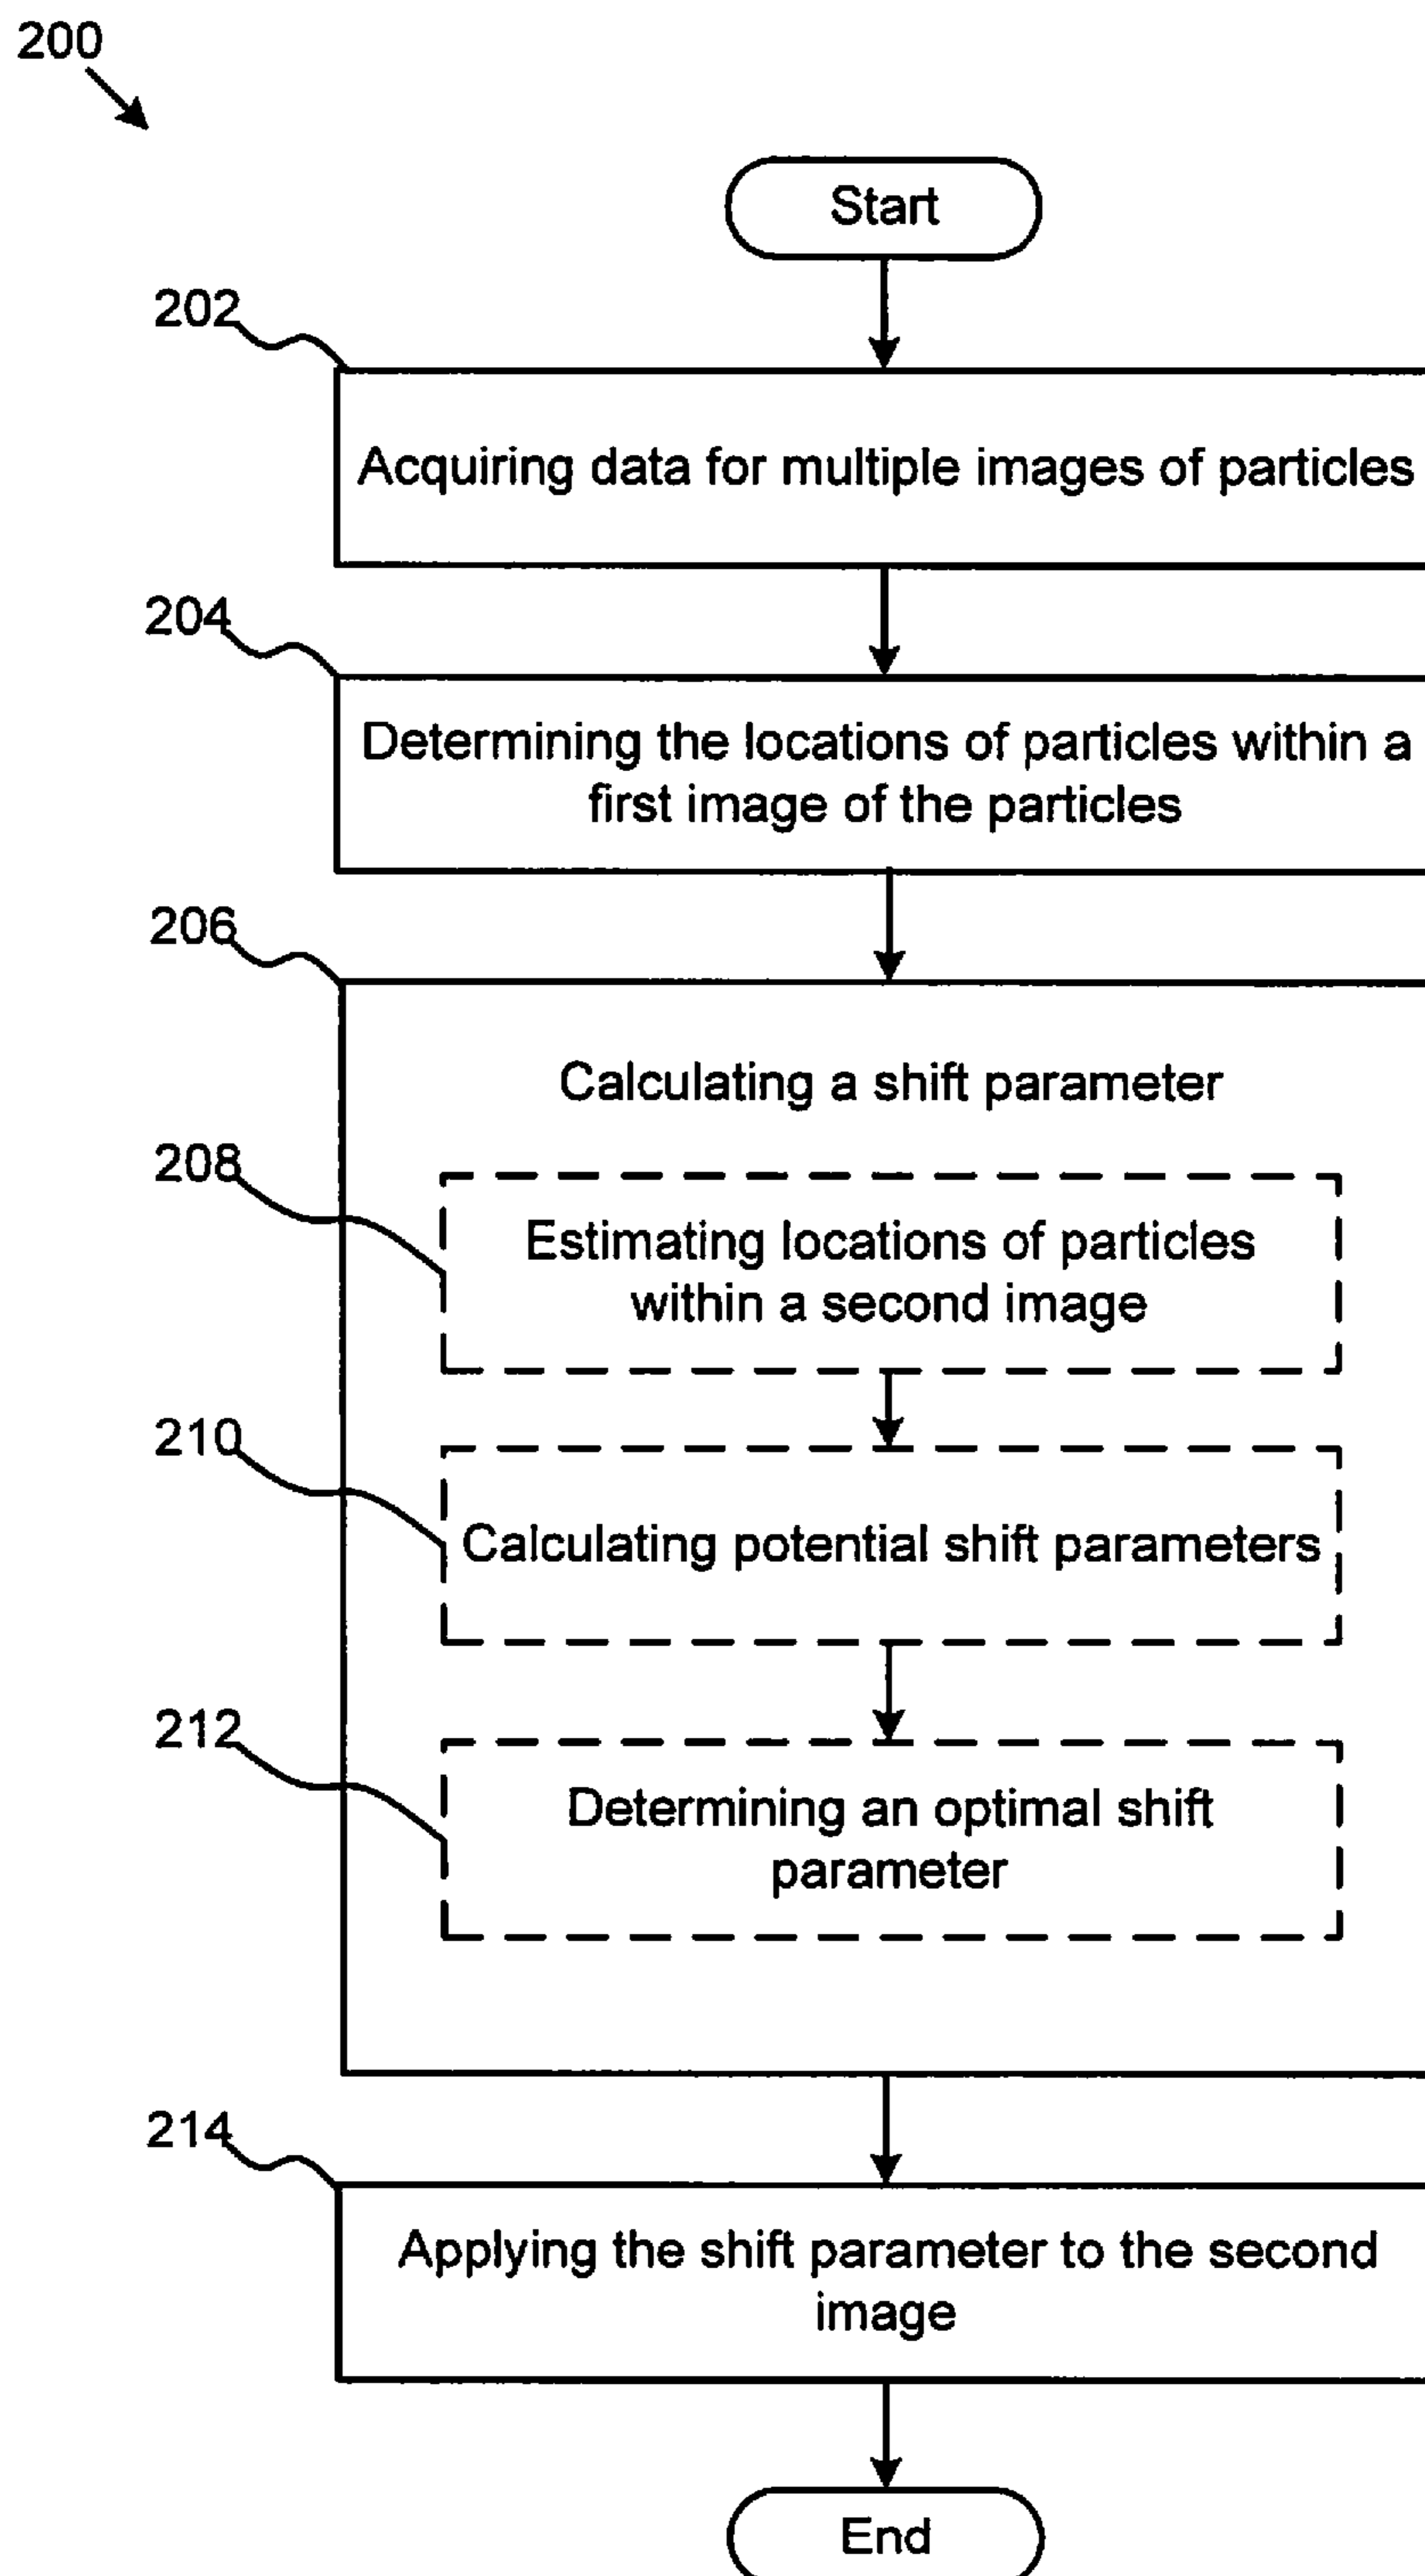 200
Start
202
Acquiring data for multiple images of particles
204
Determining the locations of particles within a
first image of the particles
206
Calculating a shift parameter
208
Estimating locations of particles
within a second image
210
Calculating potential shift parameters
212
Determining an optimal shift
parameter
214
Applying the shift parameter to the second
image
End